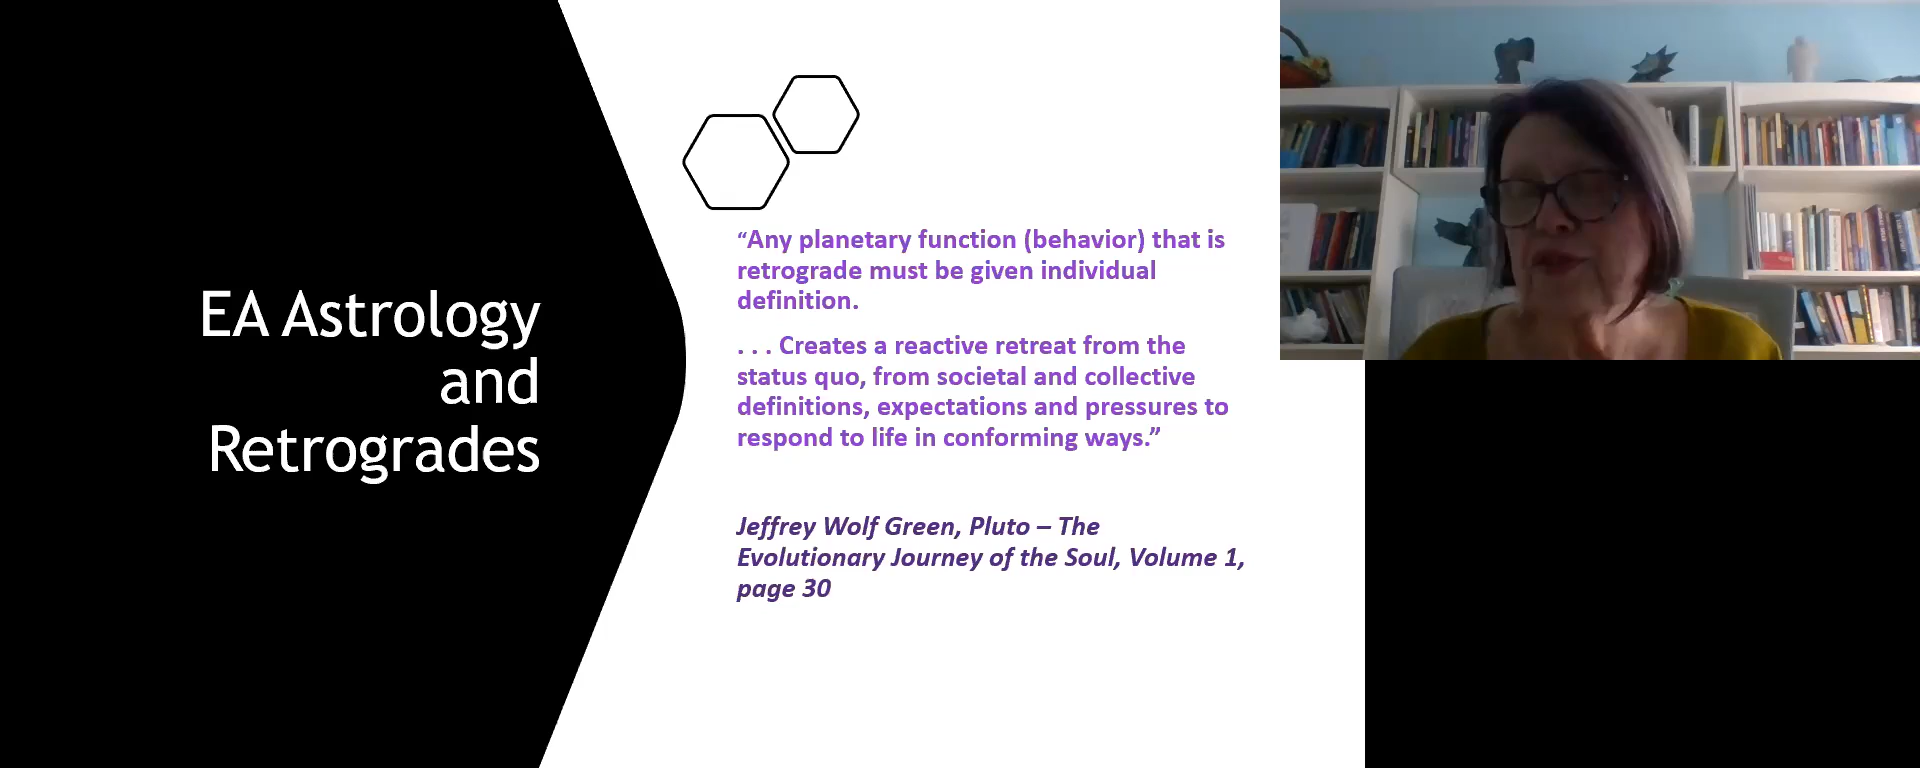 EA Astrology
and
Retrogrades
“Any planetary function (behavior) that is
retrograde must be given individual
definition.
. . . Creates a reactive retreat from the
status quo, from societal and collective
definitions, expectations and pressures to
respond to life in conforming ways.”
Jeffrey Wolf Green, Pluto – The
Evolutionary Journey of the Soul, Volume 1,
page 30